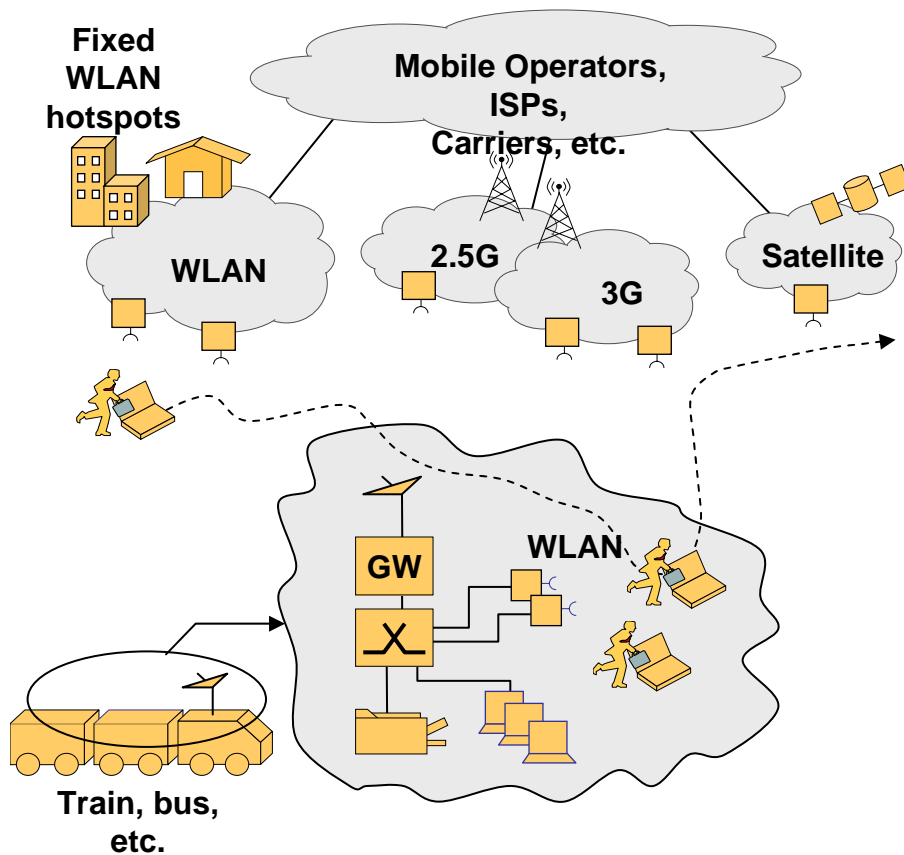 Fixed
WLAN
hotspots
Mobile Operators,
ISPs,
Carriers, etc.
WLAN
2.5G
3G
Satellite
GW
WLAN
Train, bus,
etc.